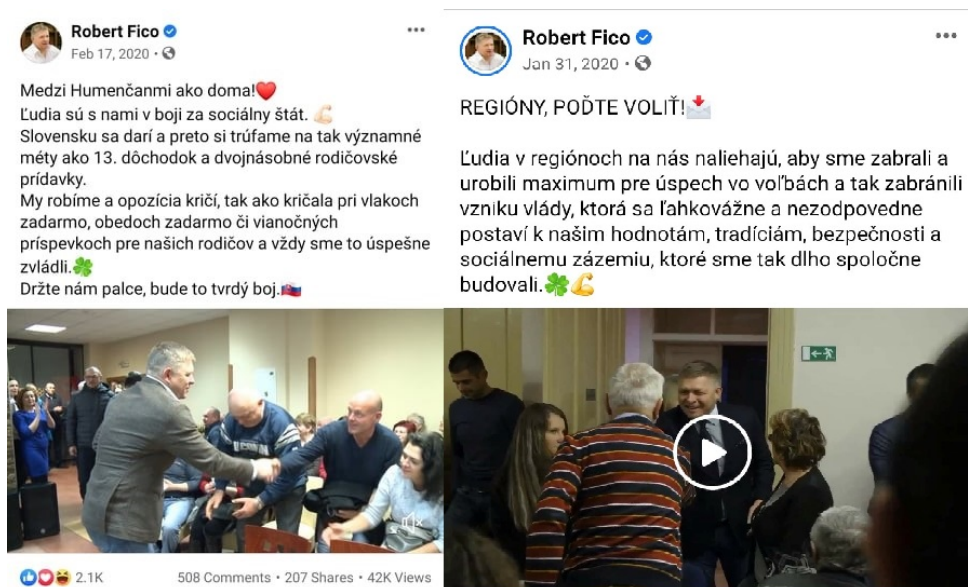 Robert Fico
Feb 17, 2020
Medzi Humenčanmi ako doma!
Ľudia sú s nami v boji za sociálny štát.
Slovensku sa darí a preto si trúfame na tak významné
méty ako 13. dôchodok a dvojnásobné rodičovské
prídavky.
My robíme a opozícia kričí, tak ako kričala pri vlakoch
zadarmo, obedoch zadarmo či vianočných
príspevkoch pre našich rodičov a vždy sme to úspešne
zvládli.
Držte nám palce, bude to tvrdý boj.
2.1K
508 Comments • 207 Shares • 42K Views
Robert Fico
Jan 31, 2020
REGIÓNY, POĎTE VOLIŤ!
Ľudia v regiónoch na nás naliehajú, aby sme zabrali a
urobili maximum pre úspech vo voľbách a tak zabránili
vzniku vlády, ktorá sa ľahkovážne a nezodpovedne
postaví k našim hodnotám, tradíciám, bezpečnosti a
sociálnemu zázemiu, ktoré sme tak dlho spoločne
budovali.